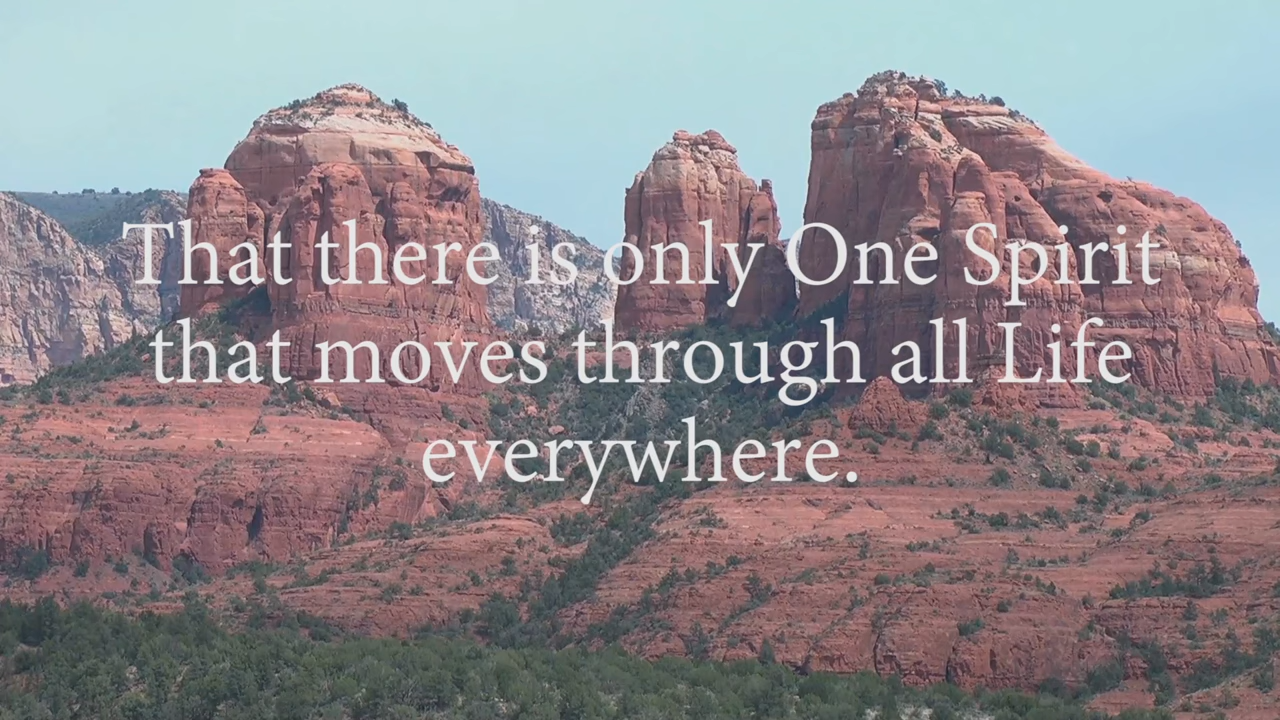 That there is only One Spirit
that moves through all Life
everywhere.